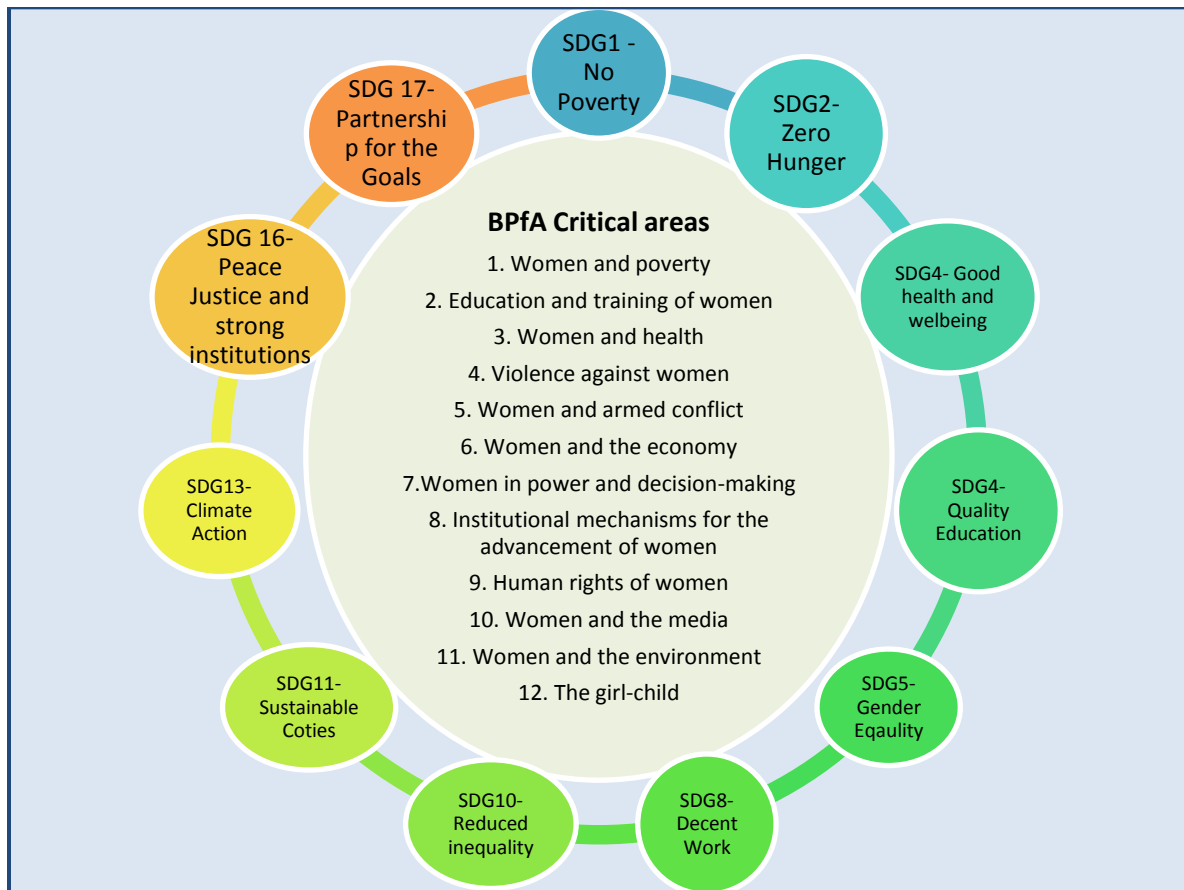 SDG1 -
No
Poverty
SDG2-
Zero
Hunger
SDG4- Good
health and
welbeing
SDG4-
Quality
Education
SDG5-
Gender
Eqaulity
SDG8-
Decent
Work
SDG10-
Reduced
inequality
SDG11-
Sustainable
Coties
SDG13-
Climate
Action
SDG 16-
Peace
Justice and
strong
institutions
SDG 17-
Partnershi
p for the
Goals
BPfA Critical areas
1. Women and poverty
2. Education and training of women
3. Women and health
4. Violence against women
5. Women and armed conflict
6. Women and the economy
7.Women in power and decision-making
8. Institutional mechanisms for the
advancement of women
9. Human rights of women
10. Women and the media
11. Women and the environment
12. The girl-child